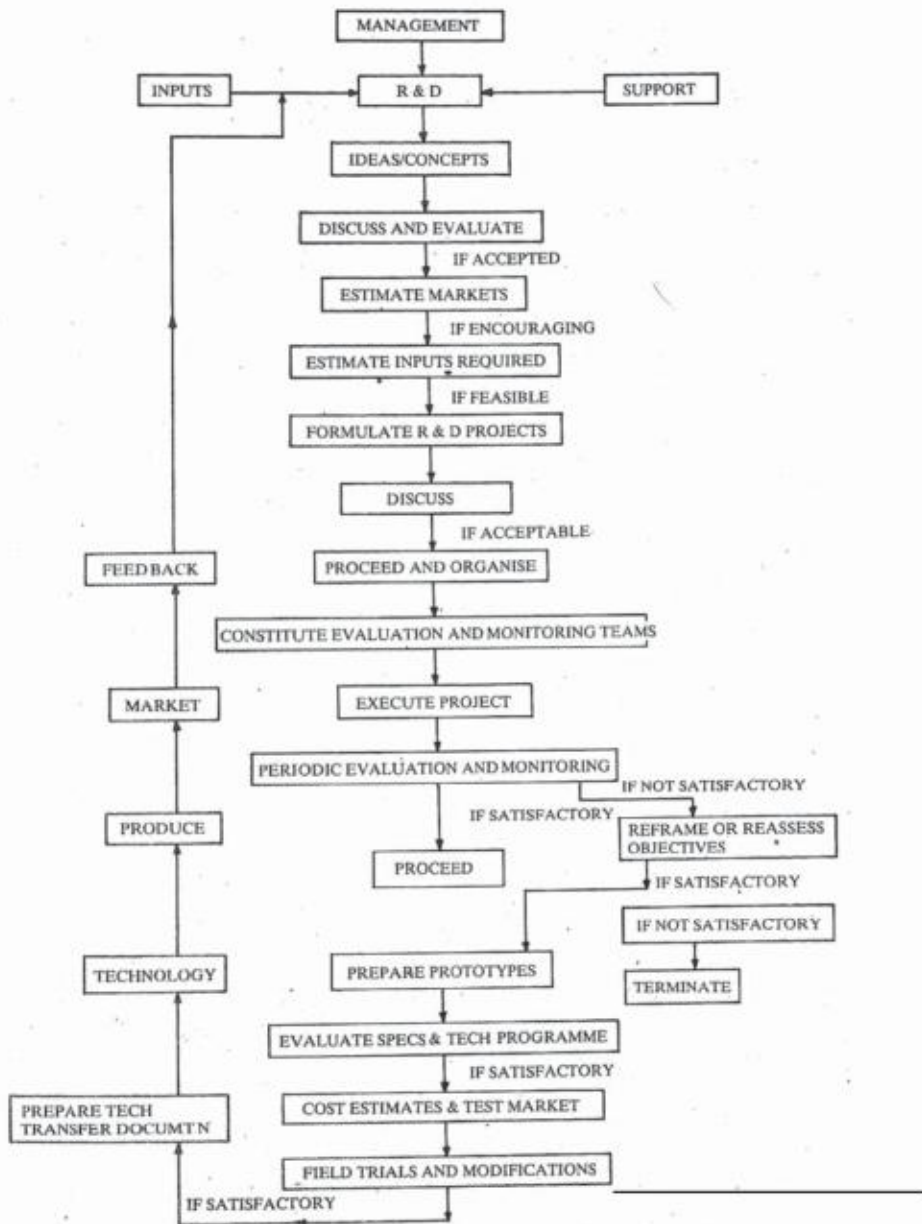 MANAGEMENT
INPUTS
R & D
SUPPORT
IDEAS/CONCEPTS
DISCUSS AND EVALUATE
IF ACCEPTED
ESTIMATE MARKETS
IF ENCOURAGING
ESTIMATE INPUTS REQUIRED
IF FEASIBLE
FORMULATE R & D PROJECTS
DISCUSS
IF ACCEPTABLE
FEEDBACK
PROCEED AND ORGANISE
CONSTITUTE EVALUATION AND MONITORING TEAMS
MARKET
EXECUTE PROJECT
PERIODIC EVALUATION AND MONITORING
IF NOT SATISFACTORY
IF SATISFACTORY
PRODUCE
REFRAME OR REASSESS
OBJECTIVES
PROCEED
IF SATISFACTORY
IF NOT SATISFACTORY
TECHNOLOGY
PREPARE PROTOTYPES
TERMINATE
EVALUATE SPECS & TECH PROGRAMME
IF SATISFACTORY
PREPARE TECH
TRANSFER DOCUMTN
COST ESTIMATES & TEST MARKET
FIELD TRIALS AND MODIFICATIONS
IF SATISFACTORY